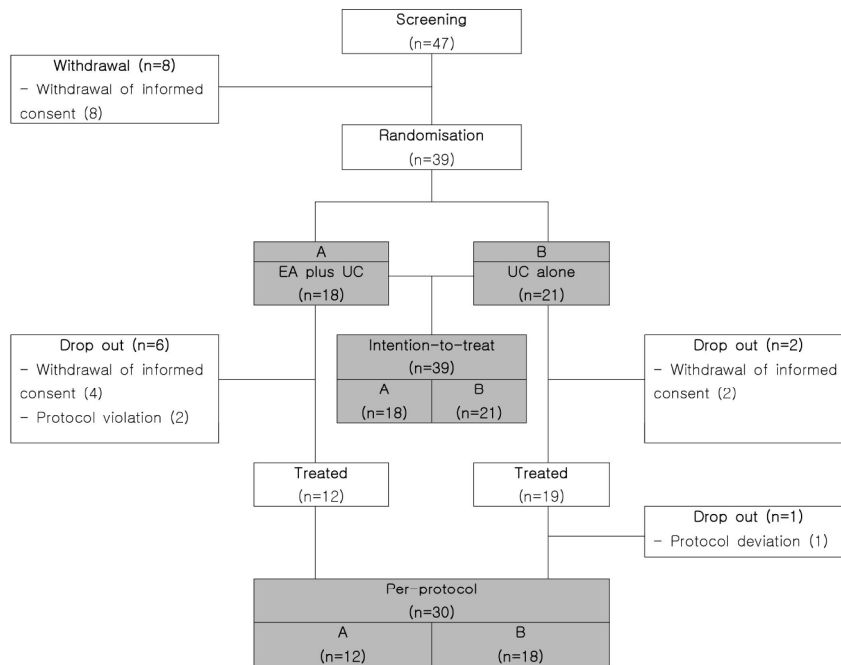 Screening
(n=47)
Withdrawal (n=8)
- Withdrawal of informed
consent (8)
Randomisation
(n=39)
A
EA plus UC
(n=18)
B
UC alone
(n=21)
Drop out (n=6)
- Withdrawal of informed
consent (4)
- Protocol violation (2)
Intention-to-treat
(n=39)
A
(n=18)
B
(n=21)
Drop out (n=2)
- Withdrawal of informed
consent (2)
Treated
(n=12)
Treated
(n=19)
Drop out (n=1)
- Protocol deviation (1)
Per-protocol
(n=30)
A
(n=12)
B
(n=18)